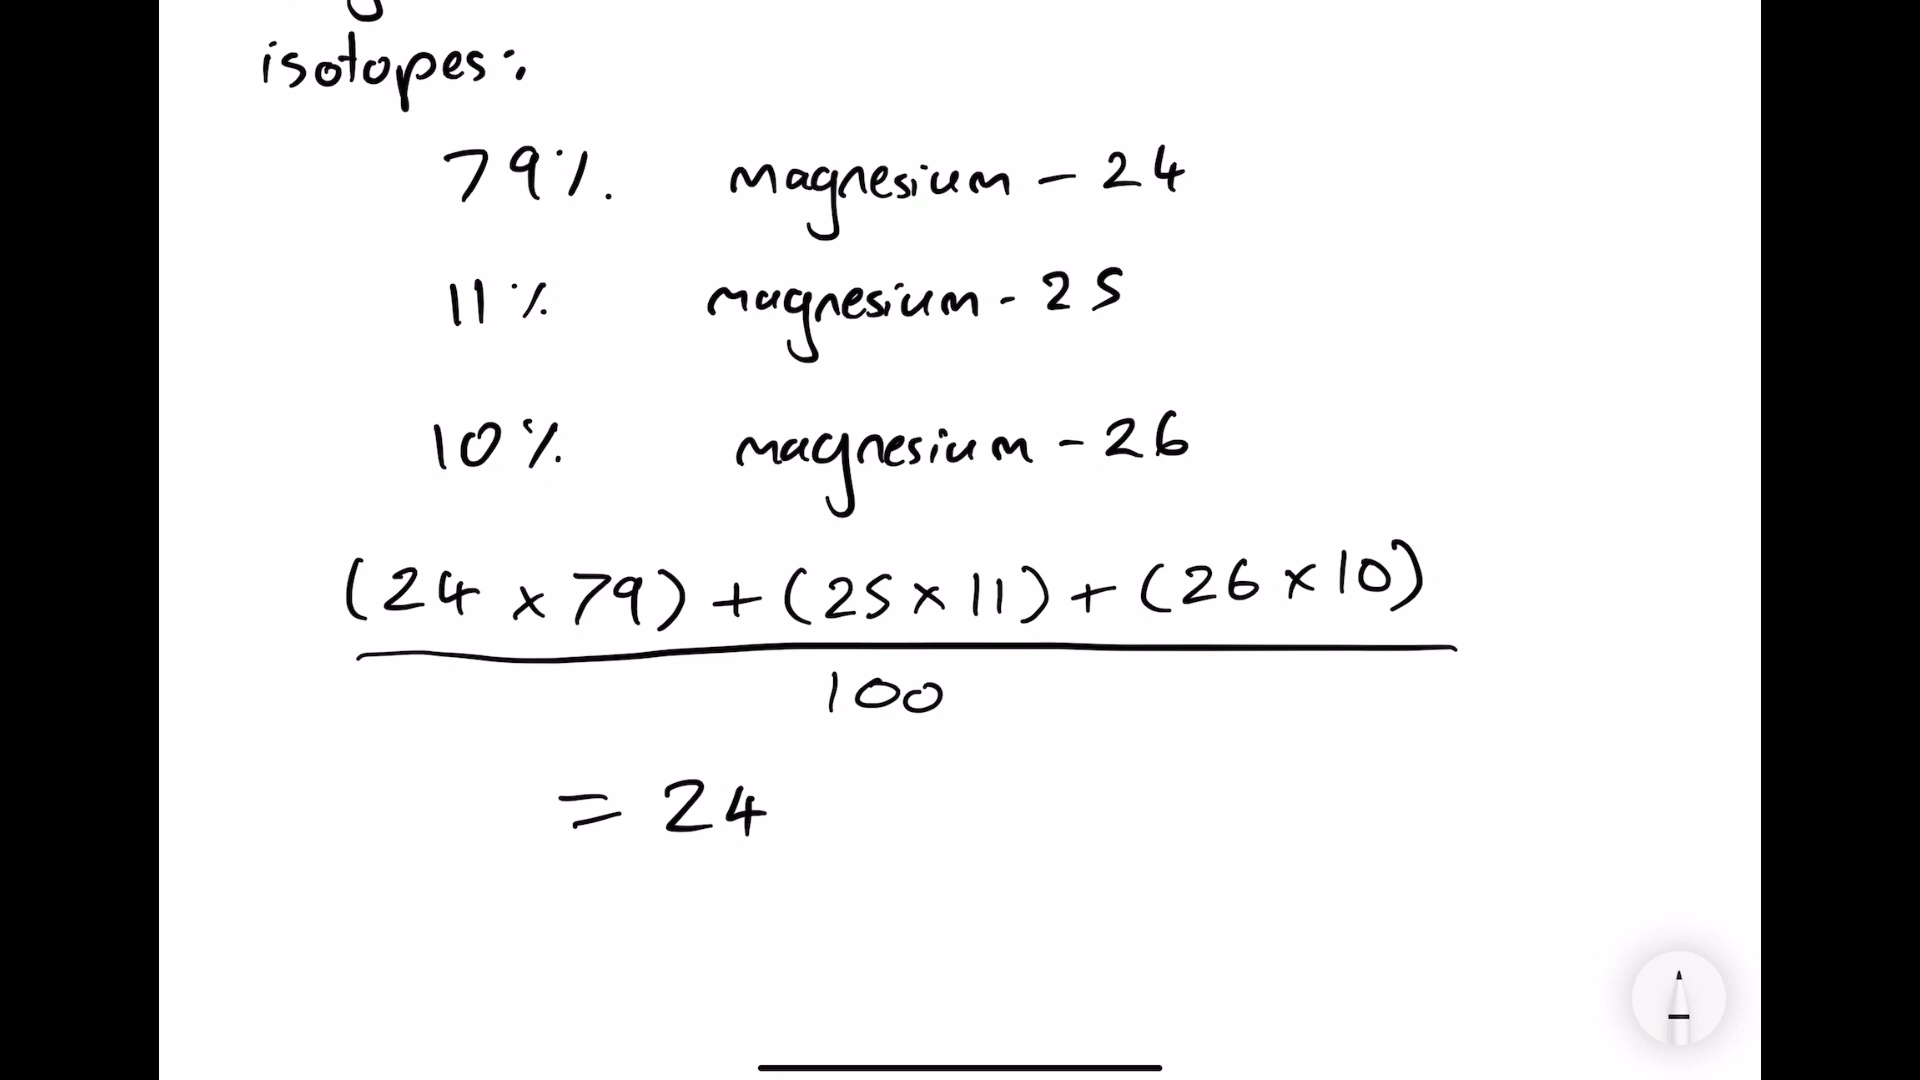 isotopes:
79% magnesium - 24
11% magnesium - 25
10% magnesium - 26
(24 x 79) + (25 x 11) + (26 x 10)
100
= 24